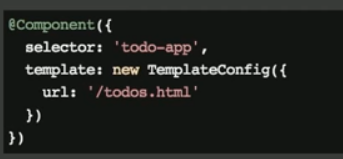 @Component({
  selector: 'todo-app',
  template: new TemplateConfig({
    url: '/todos.html'
  })
})